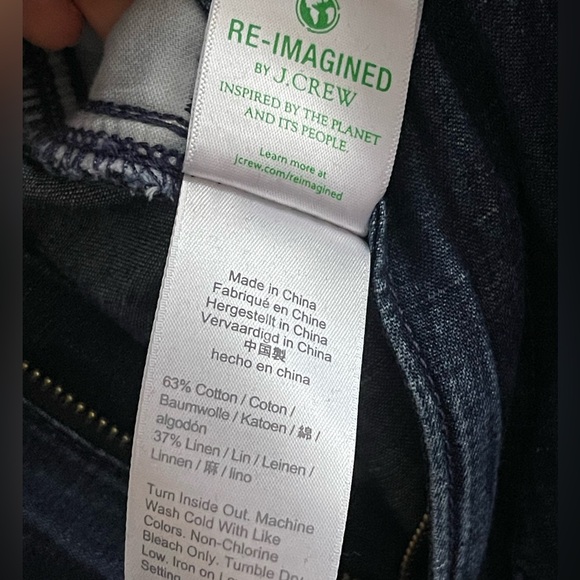 RE-IMAGINED
BY J.CREW
INSPIRED BY THE PLANET
AND ITS PEOPLE.
Learn more at
jcrew.com/reimagined
Made in China
Fabriqué en Chine
Hergestellt in China
Vervaardigd in China
中国製
hecho en china
63% Cotton / Coton /
Baumwolle / Katoen / 綿 /
algodón
37% Linen / Lin / Leinen /
Linnen / 麻 / lino
Turn Inside Out. Machine
Wash Cold With Like
Colors. Non-Chlorine
Bleach Only. Tumble
Low. Iron on
Setting